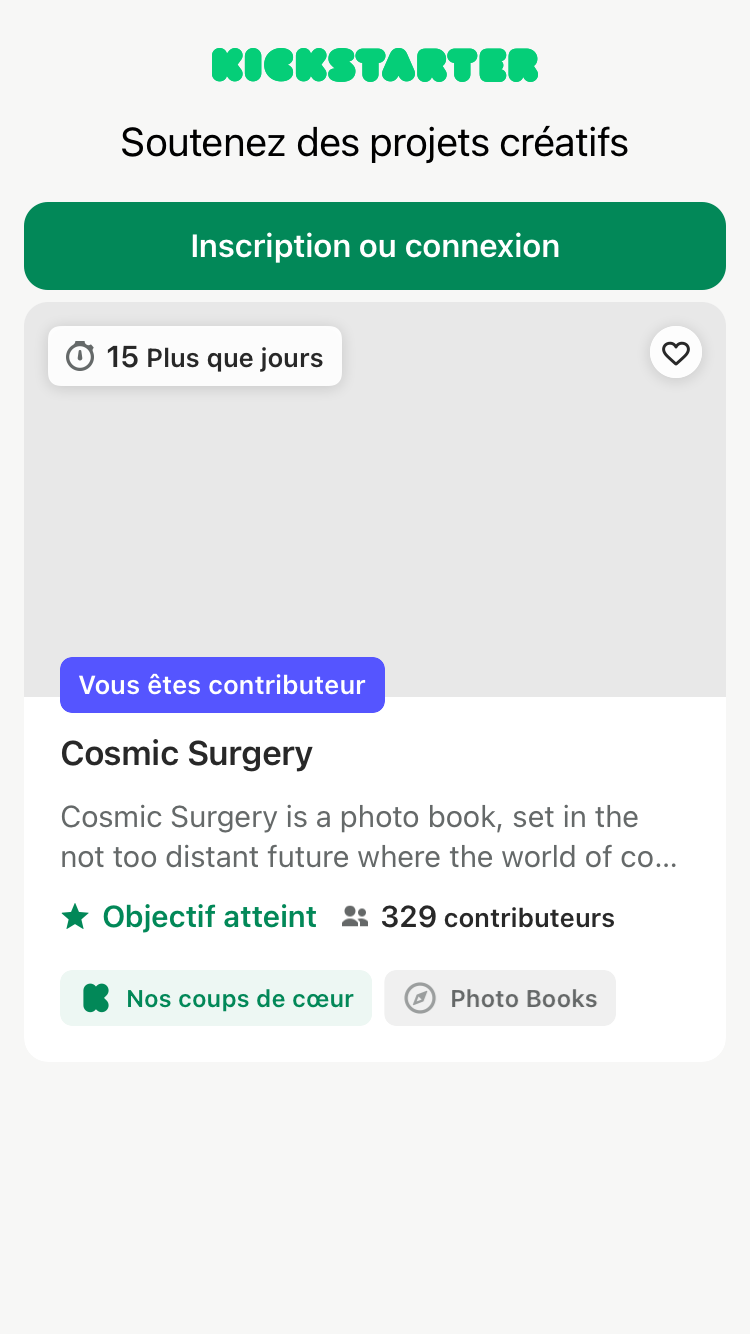 KICKSTARTER
Soutenez des projets créatifs
Inscription ou connexion
15 Plus que jours
Vous êtes contributeur
Cosmic Surgery
Cosmic Surgery is a photo book, set in the
not too distant future where the world of co...
Objectif atteint 329 contributeurs
Nos coups de cœur Photo Books